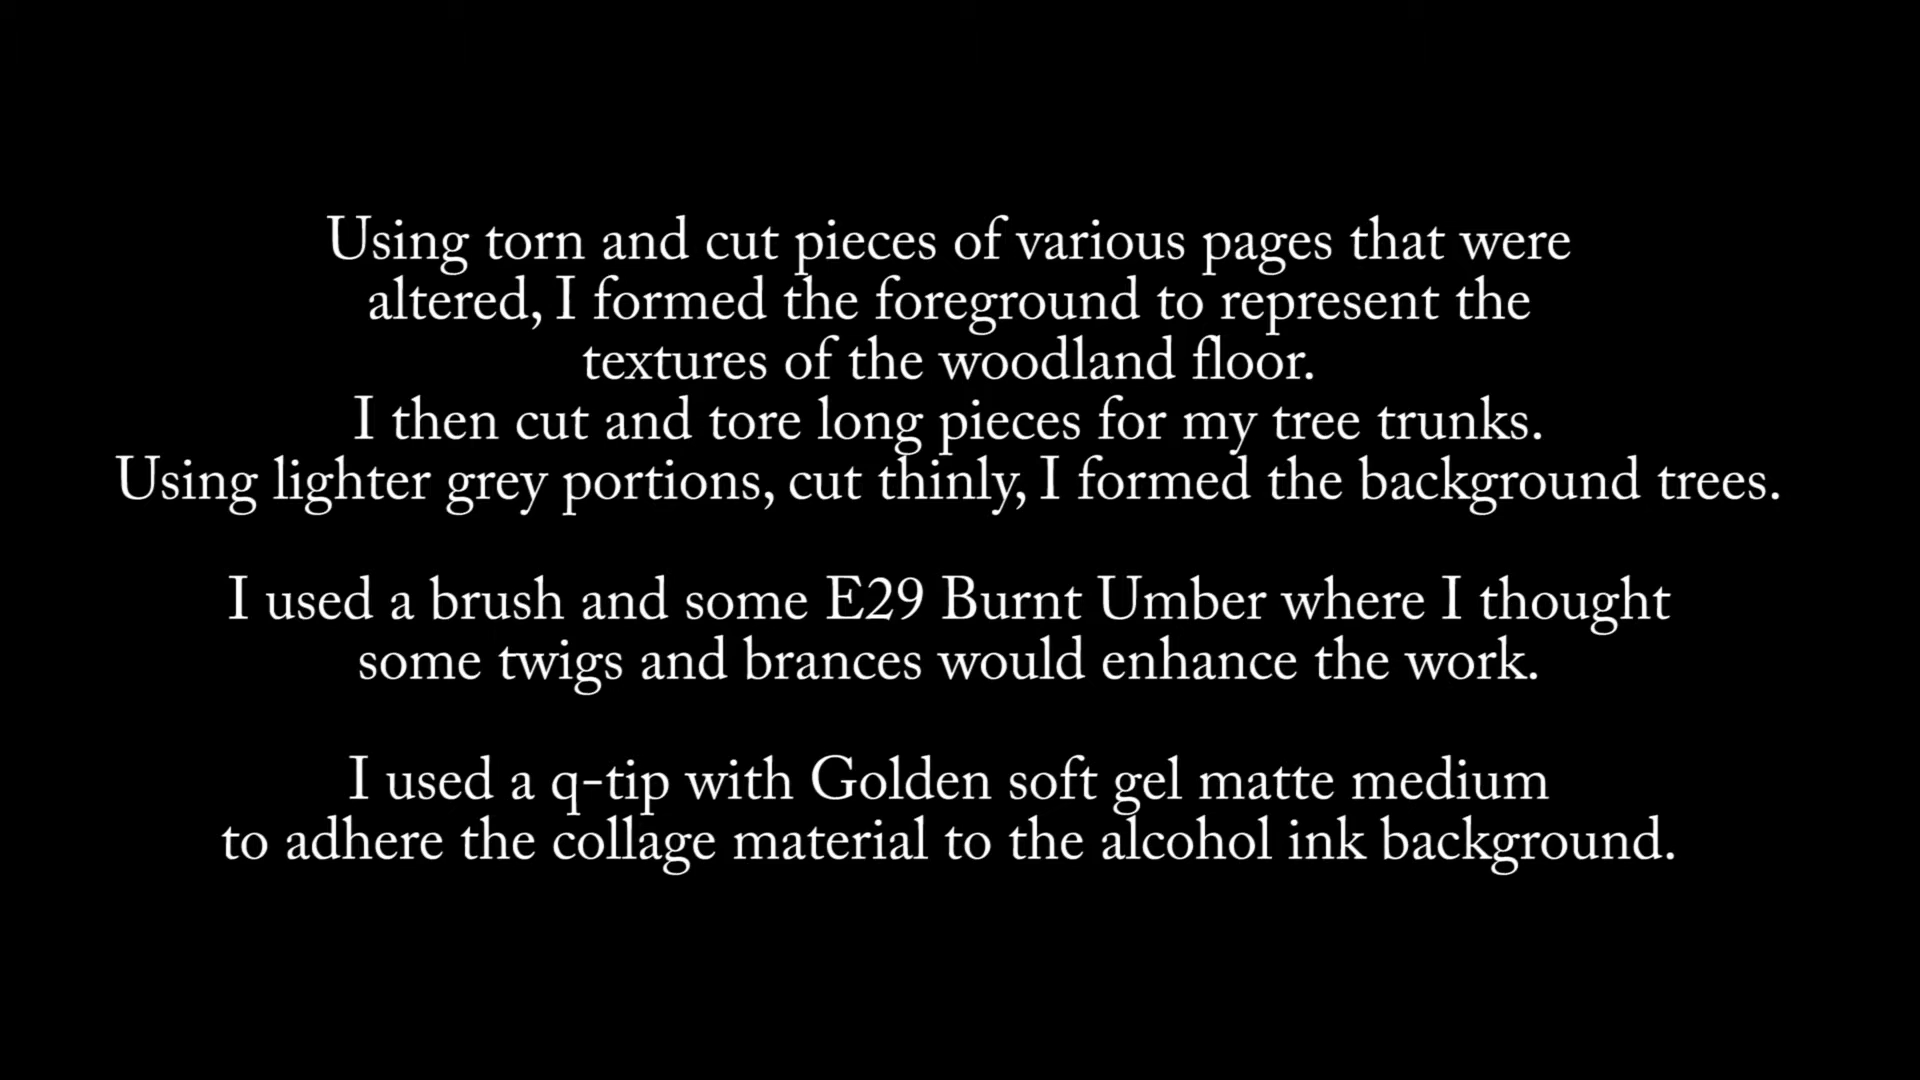 Using torn and cut pieces of various pages that were
altered, I formed the foreground to represent the
textures of the woodland floor.
I then cut and tore long pieces for my tree trunks.
Using lighter grey portions, cut thinly, I formed the background trees.
I used a brush and some E29 Burnt Umber where I thought
some twigs and brances would enhance the work.
I used a q-tip with Golden soft gel matte medium
to adhere the collage material to the alcohol ink background.